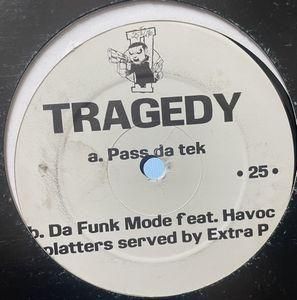 TRAGEDY
a. Pass da tek
• 25 •
b. Da Funk Mode feat. Havoc
platters served by Extra P